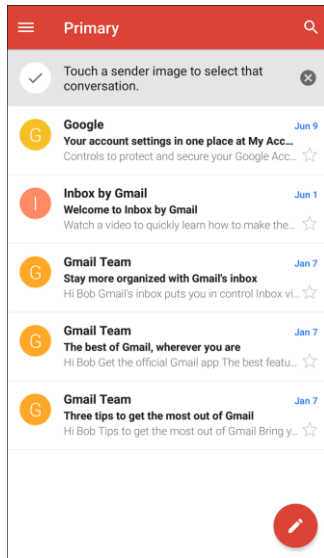 Primary
Touch a sender image to select that
conversation.
G
Google
Jun 9
Your account settings in one place at My Acc...
Controls to protect and secure your Google Acc...
I
Inbox by Gmail
Jun 1
Welcome to Inbox by Gmail
Watch a video to quickly learn how to make the...
G
Gmail Team
Jan 7
Stay more organized with Gmail's inbox
Hi Bob Gmail's inbox puts you in control Inbox vi...
G
Gmail Team
Jan 7
The best of Gmail, wherever you are
Hi Bob Get the official Gmail app The best featu...
G
Gmail Team
Jan 7
Three tips to get the most out of Gmail
Hi Bob Tips to get the most out of Gmail Bring y...